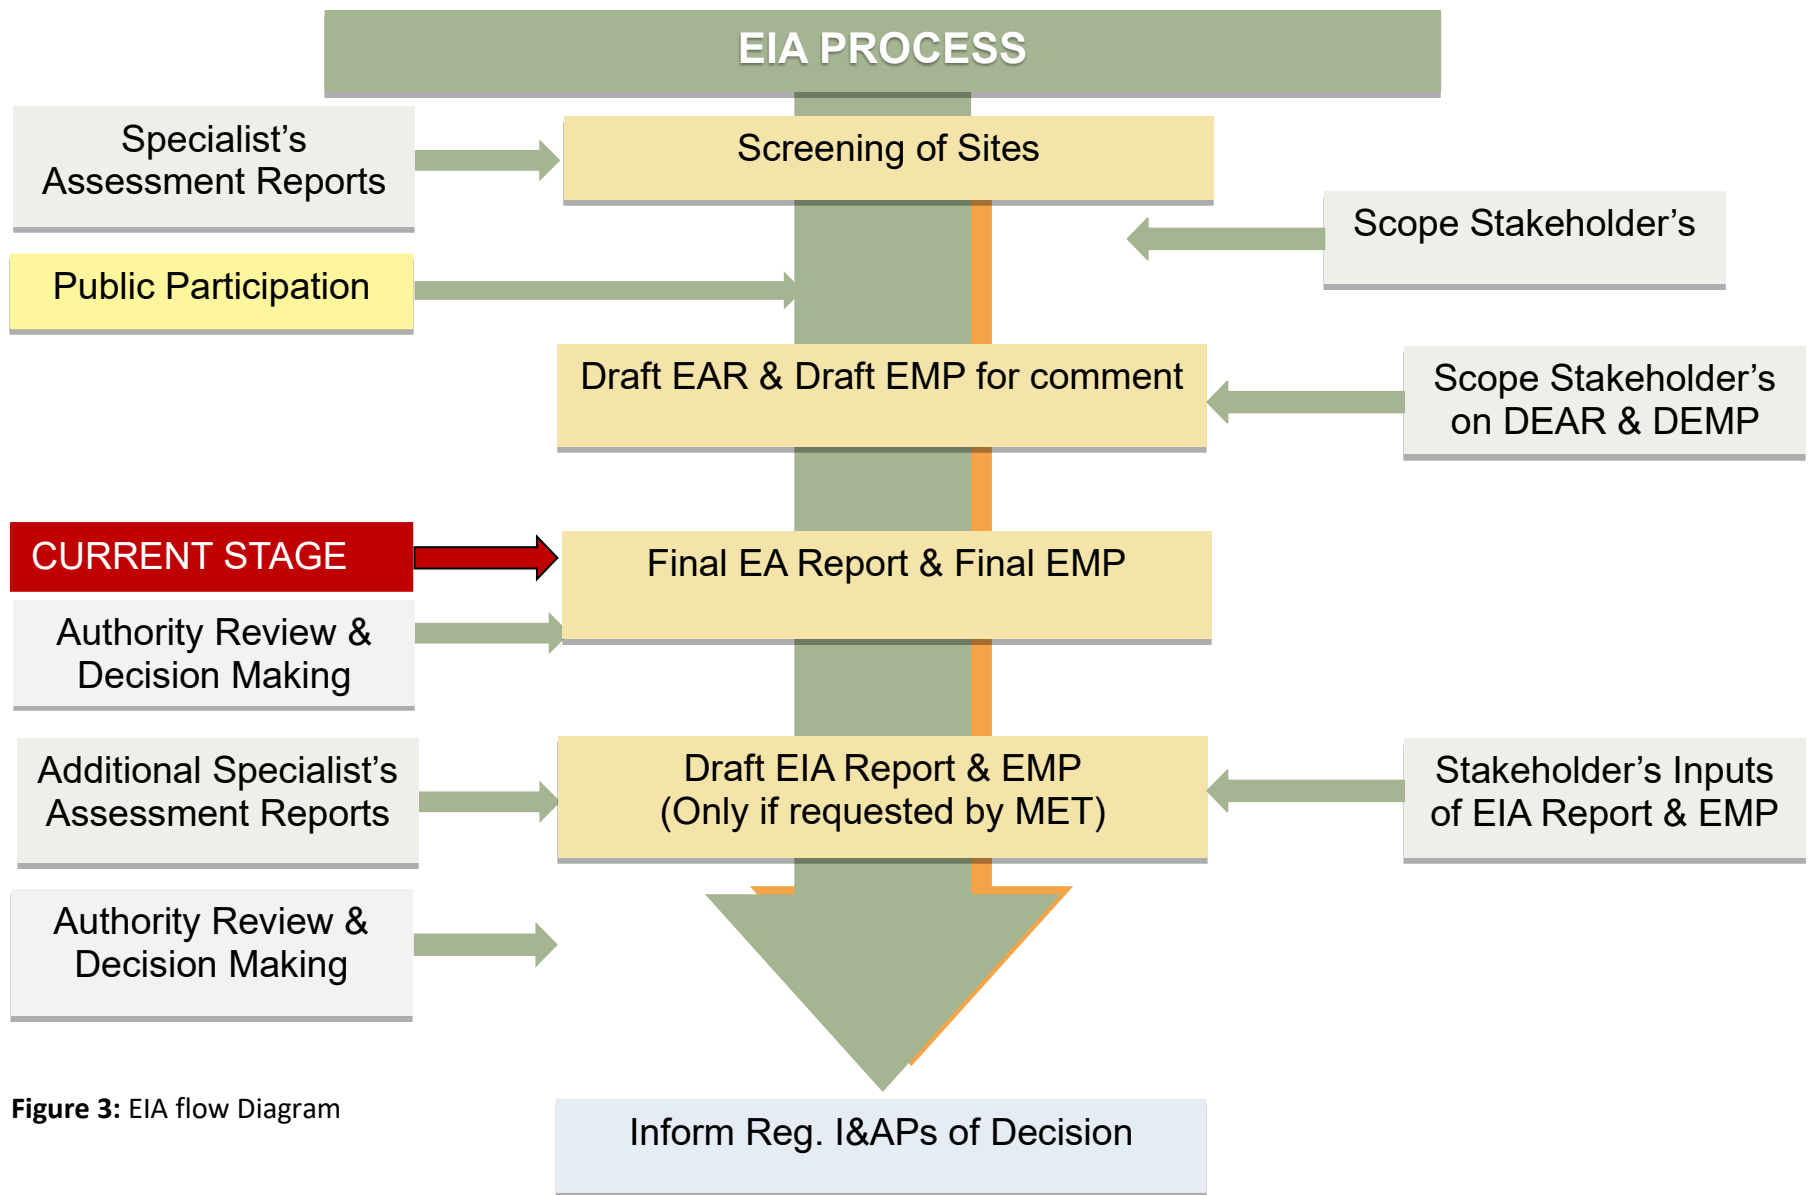 EIA PROCESS
Specialist's
Assessment Reports
Screening of Sites
Scope Stakeholder's
Public Participation
Draft EAR & Draft EMP for comment
Scope Stakeholder's
on DEAR & DEMP
CURRENT STAGE
Final EA Report & Final EMP
Authority Review &
Decision Making
Additional Specialist's
Assessment Reports
Draft EIA Report & EMP
(Only if requested by MET)
Stakeholder's Inputs
of EIA Report & EMP
Authority Review &
Decision Making
Figure 3: EIA flow Diagram
Inform Reg. I&APs of Decision